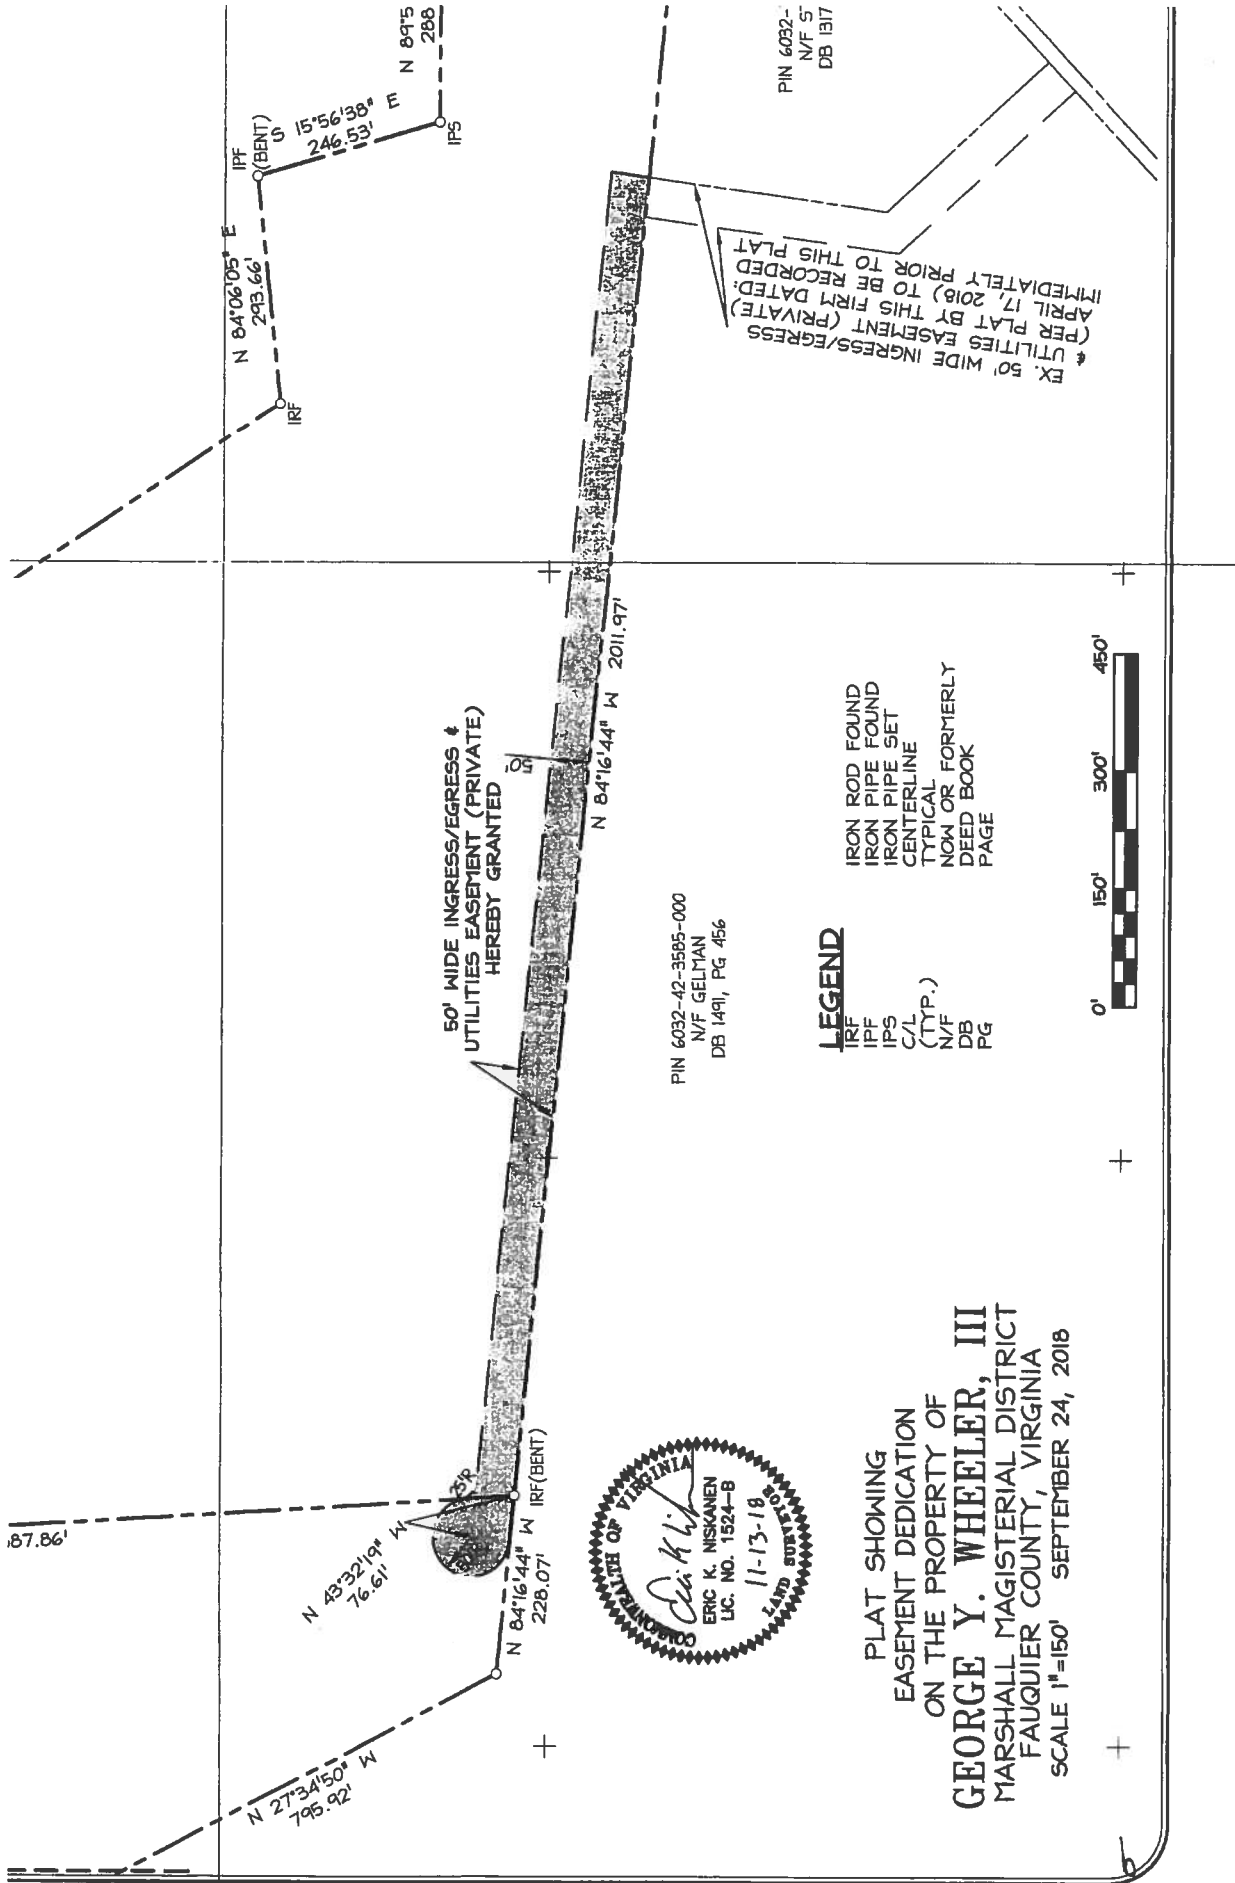 N 89°5
288
IPF
(BENT)
S 15°56'38" E
246.53'
IPS
N 84°06'05" E
293.66'
IRF
PIN 6032-
N/F S
DB 1317
EX. 50' WIDE INGRESS/EGRESS
& UTILITIES EASEMENT (PRIVATE)
(PER PLAT BY THIS FIRM DATED:
APRIL 17, 2018) TO BE RECORDED
IMMEDIATELY PRIOR TO THIS PLAT
50' WIDE INGRESS/EGRESS &
UTILITIES EASEMENT (PRIVATE)
HEREBY GRANTED
50'
N 84°16'44" W 2011.97'
PIN 6032-42-3585-000
N/F GELMAN
DB 1491, PG 456
LEGEND
IRF IRON ROD FOUND
IPF IRON PIPE FOUND
IPS IRON PIPE SET
C/L CENTERLINE
(TYP.) TYPICAL
N/F NOW OR FORMERLY
DB DEED BOOK
PG PAGE
0' 150' 300' 450'
87.86'
N 43°32'19" W
76.61'
25'R
IRF(BENT)
N 84°16'44" W
228.07'
N 27°34'50" W
795.92'
COMMONWEALTH OF VIRGINIA
ERIC K. NISKANEN
LIC. NO. 1524-B
11-13-18
LAND SURVEYOR
PLAT SHOWING
EASEMENT DEDICATION
ON THE PROPERTY OF
GEORGE Y. WHEELER, III
MARSHALL MAGISTERIAL DISTRICT
FAUQUIER COUNTY, VIRGINIA
SCALE 1"=150' SEPTEMBER 24, 2018